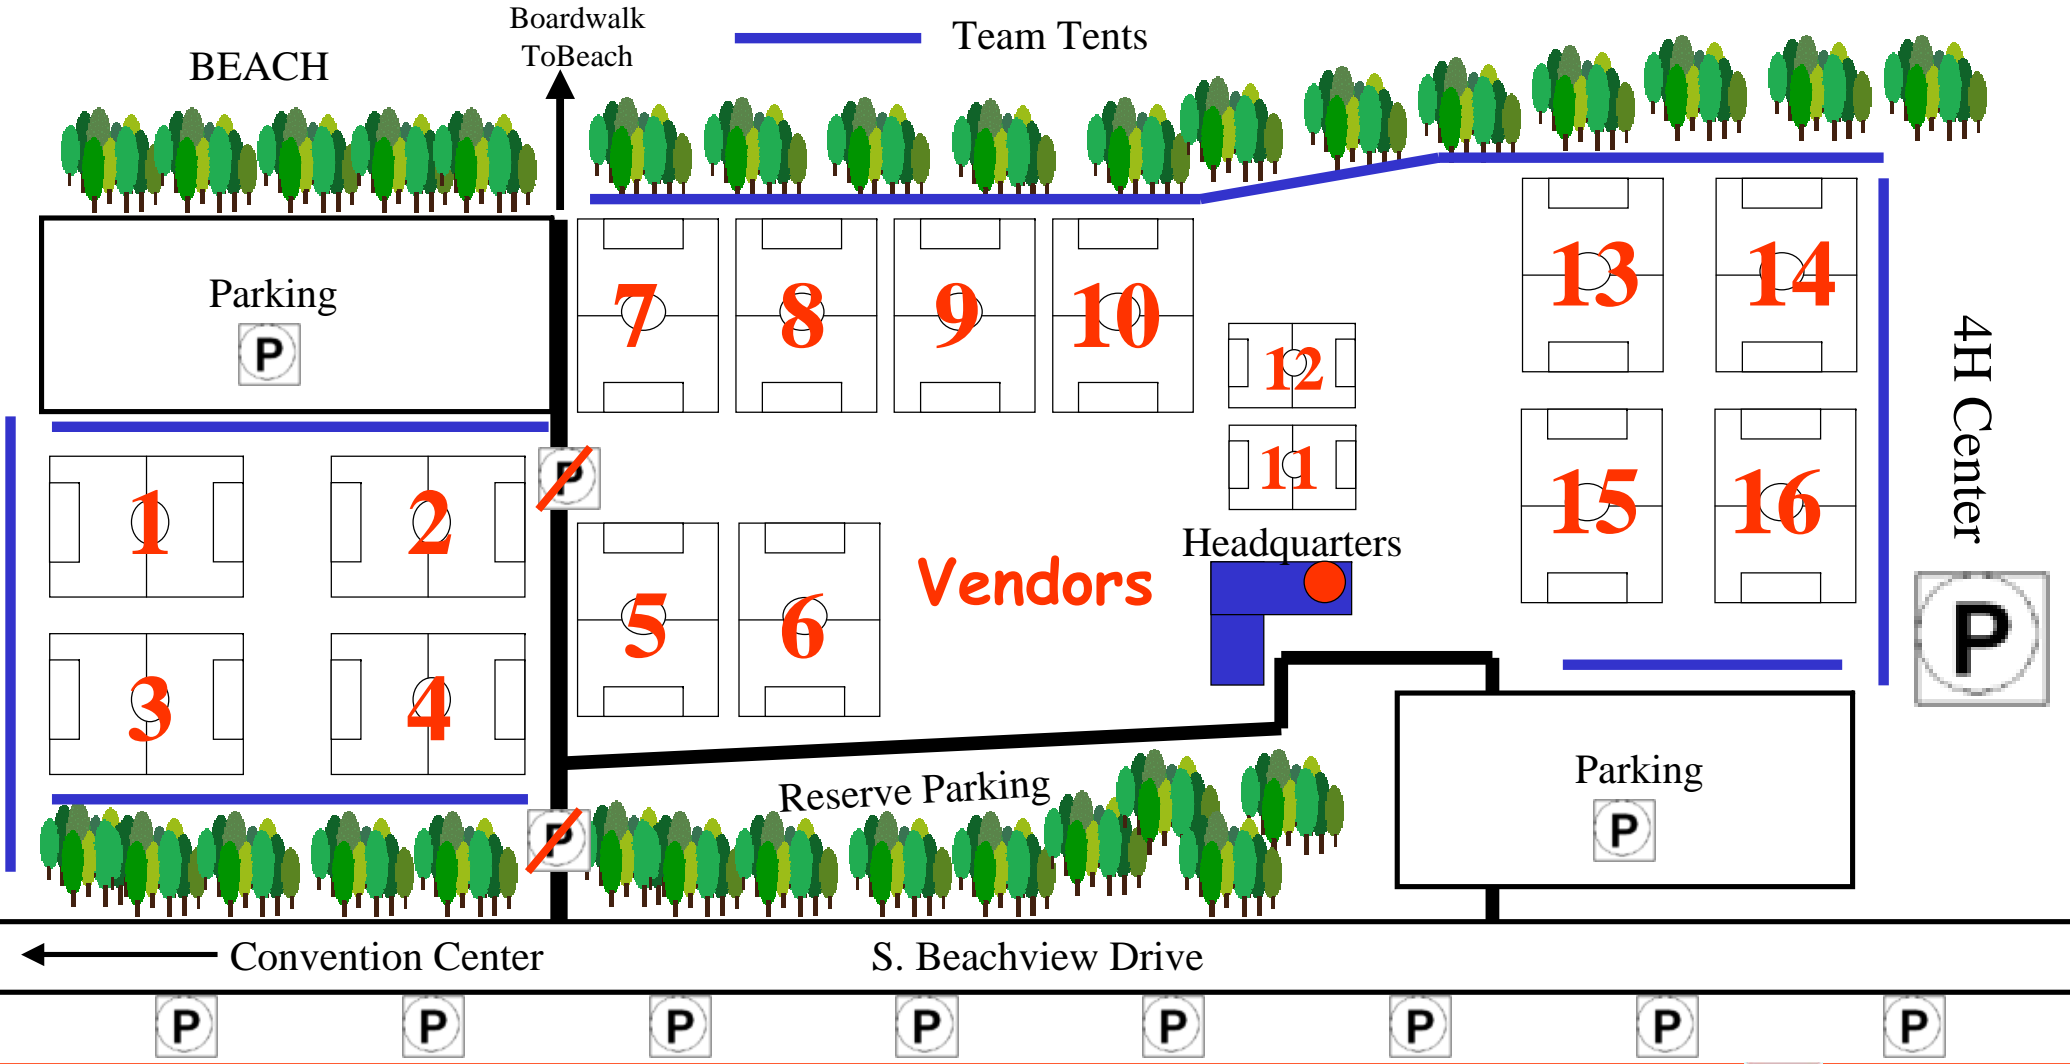 Boardwalk
ToBeach
Team Tents
BEACH
Parking
P
7
8
9
10
13
14
12
11
4H Center
P
1
2
P
15
16
Headquarters
Vendors
5
6
3
4
Parking
P
Reserve Parking
P
Convention Center
S. Beachview Drive
P
P
P
P
P
P
P
P